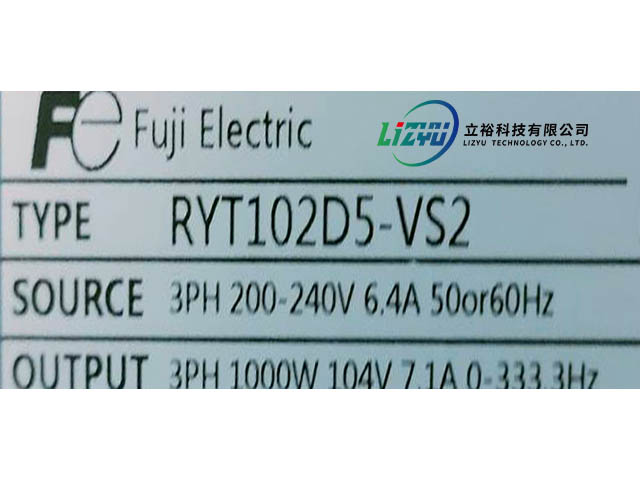 Fe Fuji Electric
LiZYU 立裕科技有限公司
LIZYU TECHNOLOGY CO., LTD.
TYPE RYT102D5-VS2
SOURCE 3PH 200-240V 6.4A 50or60Hz
OUTPUT 3PH 1000W 104V 7.1A 0-333.3Hz